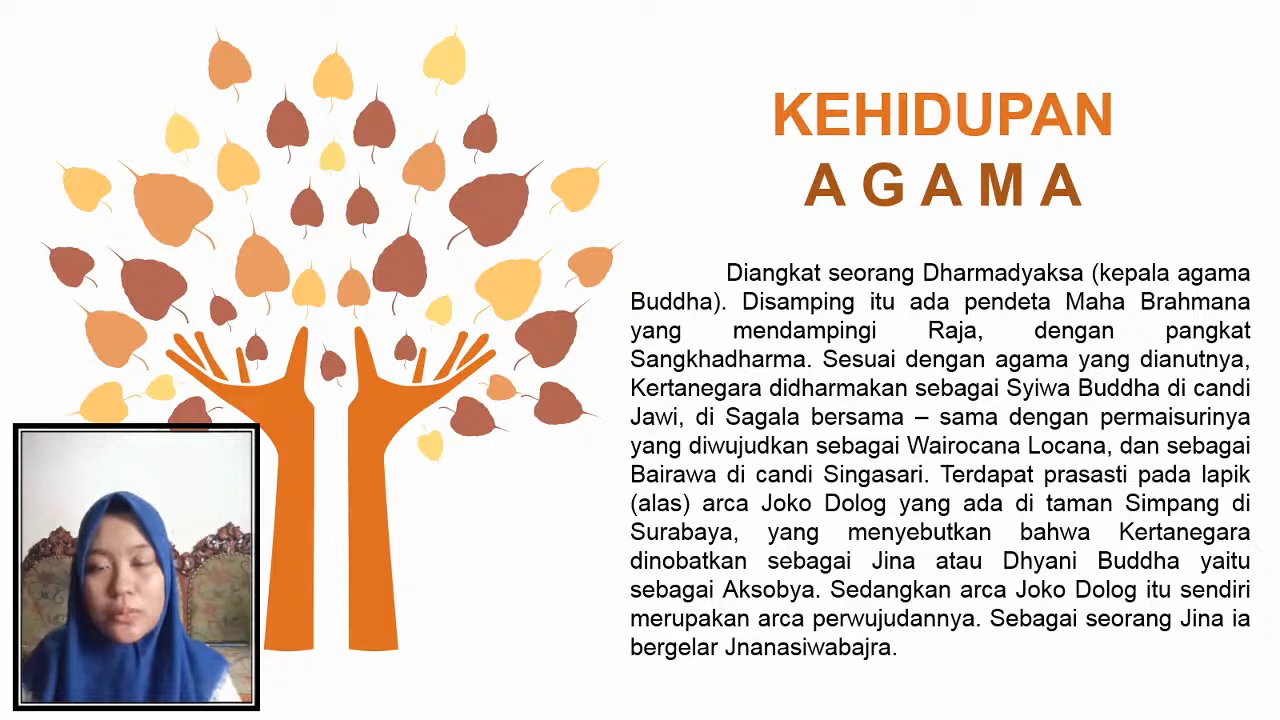 KEHIDUPAN
AGAMA
Diangkat seorang Dharmadyaksa (kepala agama
Buddha). Disamping itu ada pendeta Maha Brahmana
yang mendampingi Raja, dengan pangkat
Sangkhadharma. Sesuai dengan agama yang dianutnya,
Kertanegara didharmakan sebagai Syiwa Buddha di candi
Jawi, di Sagala bersama – sama dengan permaisurinya
yang diwujudkan sebagai Wairocana Locana, dan sebagai
Bairawa di candi Singasari. Terdapat prasasti pada lapik
(alas) arca Joko Dolog yang ada di taman Simpang di
Surabaya, yang menyebutkan bahwa Kertanegara
dinobatkan sebagai Jina atau Dhyani Buddha yaitu
sebagai Aksobya. Sedangkan arca Joko Dolog itu sendiri
merupakan arca perwujudannya. Sebagai seorang Jina ia
bergelar Jnanasiwabajra.